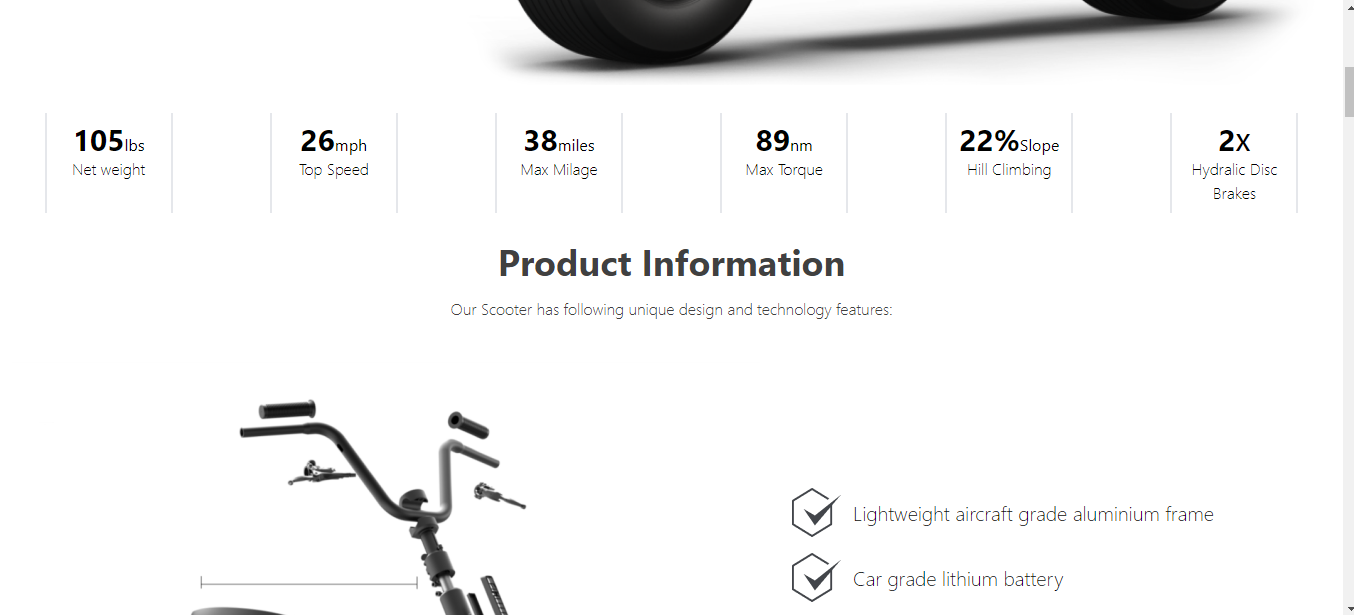 105lbs
Net weight
26mph
Top Speed
38miles
Max Milage
89nm
Max Torque
22%Slope
Hill Climbing
2X
Hydralic Disc
Brakes
Product Information
Our Scooter has following unique design and technology features:
Lightweight aircraft grade aluminium frame
Car grade lithium battery